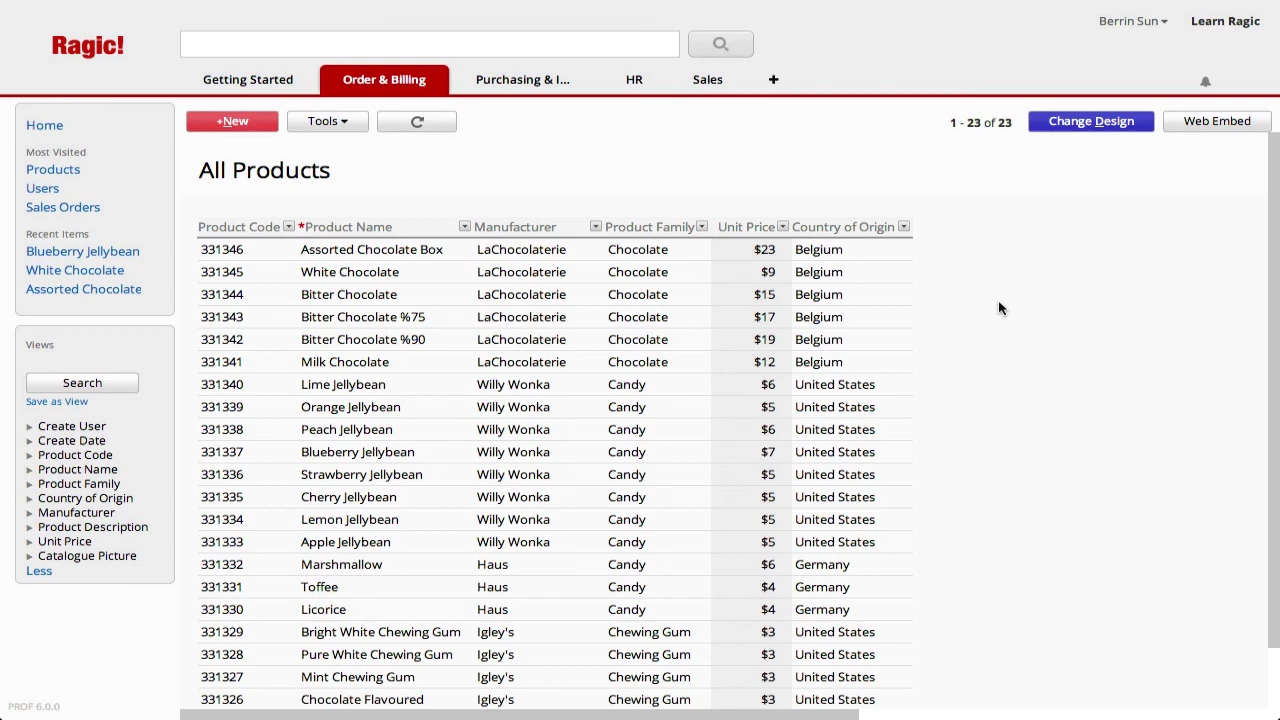 Berrin Sun
Learn Ragic
Ragic!
Getting Started
Order & Billing
Purchasing & I...
HR
Sales
+
Home
Most Visited
Products
Users
Sales Orders
Recent Items
Blueberry Jellybean
White Chocolate
Assorted Chocolate
Views
Search
Save as View
Create User
Create Date
Product Code
Product Name
Product Family
Country of Origin
Manufacturer
Product Description
Unit Price
Catalogue Picture
Less
PROF 6.0.0
+New
Tools
1 - 23 of 23
Change Design
Web Embed
All Products
Product Code *Product Name Manufacturer Product Family Unit Price Country of Origin
331346 Assorted Chocolate Box LaChocolaterie Chocolate $23 Belgium
331345 White Chocolate LaChocolaterie Chocolate $9 Belgium
331344 Bitter Chocolate LaChocolaterie Chocolate $15 Belgium
331343 Bitter Chocolate %75 LaChocolaterie Chocolate $17 Belgium
331342 Bitter Chocolate %90 LaChocolaterie Chocolate $19 Belgium
331341 Milk Chocolate LaChocolaterie Chocolate $12 Belgium
331340 Lime Jellybean Willy Wonka Candy $6 United States
331339 Orange Jellybean Willy Wonka Candy $5 United States
331338 Peach Jellybean Willy Wonka Candy $6 United States
331337 Blueberry Jellybean Willy Wonka Candy $7 United States
331336 Strawberry Jellybean Willy Wonka Candy $5 United States
331335 Cherry Jellybean Willy Wonka Candy $5 United States
331334 Lemon Jellybean Willy Wonka Candy $5 United States
331333 Apple Jellybean Willy Wonka Candy $5 United States
331332 Marshmallow Haus Candy $6 Germany
331331 Toffee Haus Candy $4 Germany
331330 Licorice Haus Candy $4 Germany
331329 Bright White Chewing Gum Igley's Chewing Gum $3 United States
331328 Pure White Chewing Gum Igley's Chewing Gum $3 United States
331327 Mint Chewing Gum Igley's Chewing Gum $3 United States
331326 Chocolate Flavoured Igley's Chewing Gum $3 United States